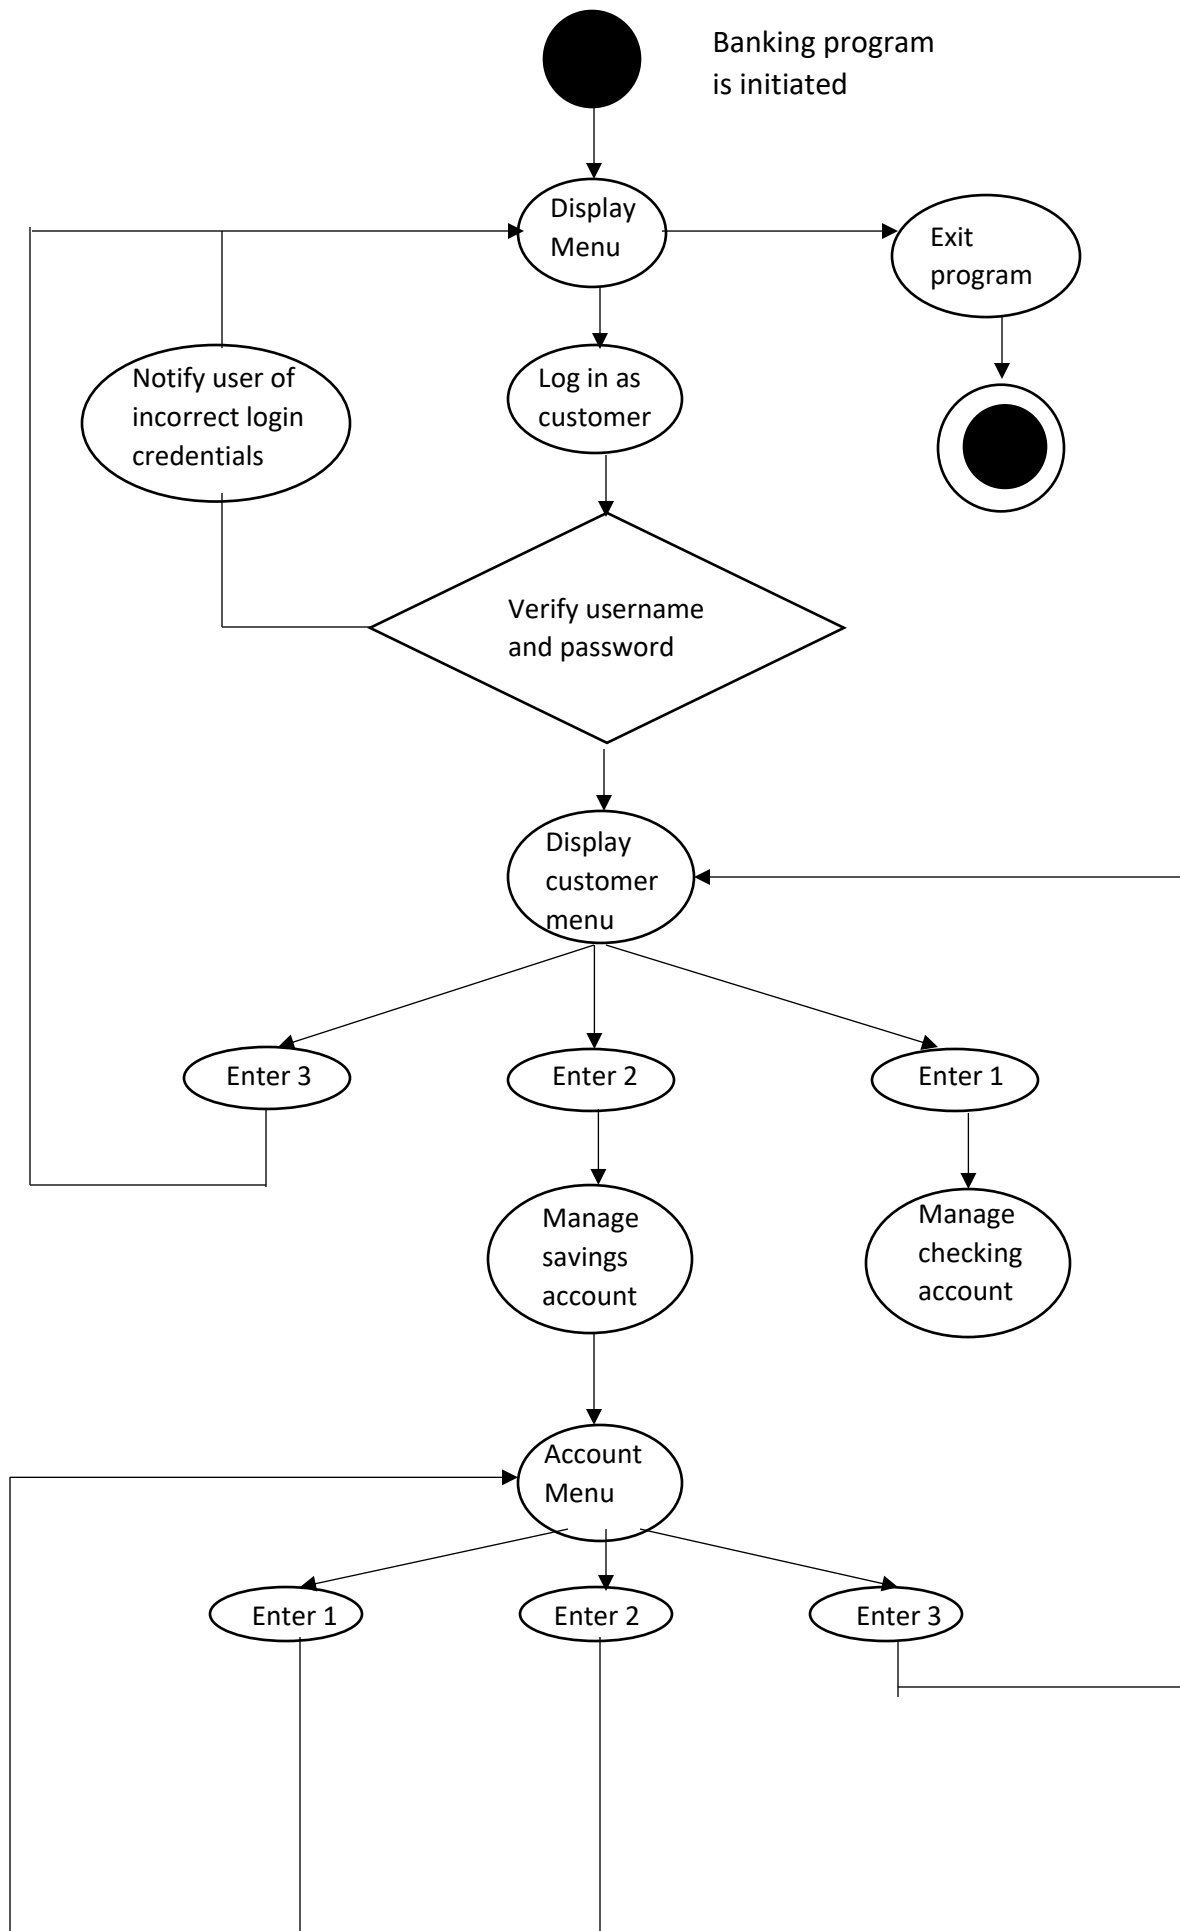 Banking program
is initiated
Display
Menu
Exit
program
Notify user of
incorrect login
credentials
Log in as
customer
Verify username
and password
Display
customer
menu
Enter 3
Enter 2
Enter 1
Manage
savings
account
Manage
checking
account
Account
Menu
Enter 1
Enter 2
Enter 3